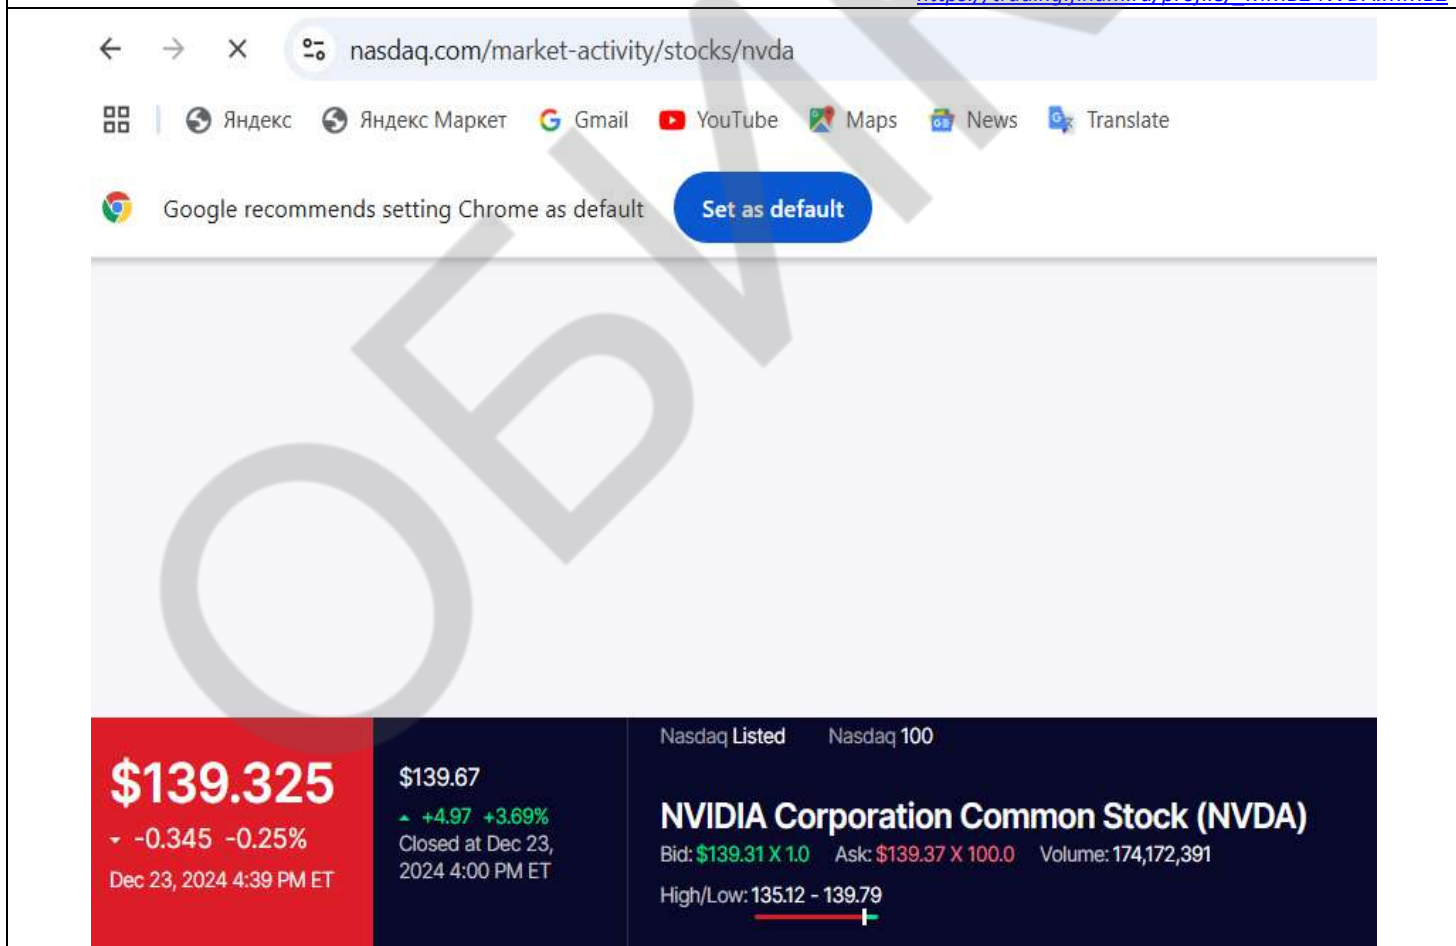 nasdaq.com/market-activity/stocks/nvda
Яндекс Яндекс Маркет Gmail YouTube Maps News Translate
Google recommends setting Chrome as default Set as default
ОБИ
Nasdaq Listed Nasdaq 100
$139.325
-0.345 -0.25%
Dec 23, 2024 4:39 PM ET
$139.67
+4.97 +3.69%
Closed at Dec 23,
2024 4:00 PM ET
NVIDIA Corporation Common Stock (NVDA)
Bid: $139.31 X 1.0 Ask: $139.37 X 100.0 Volume: 174,172,391
High/Low: 135.12 - 139.79